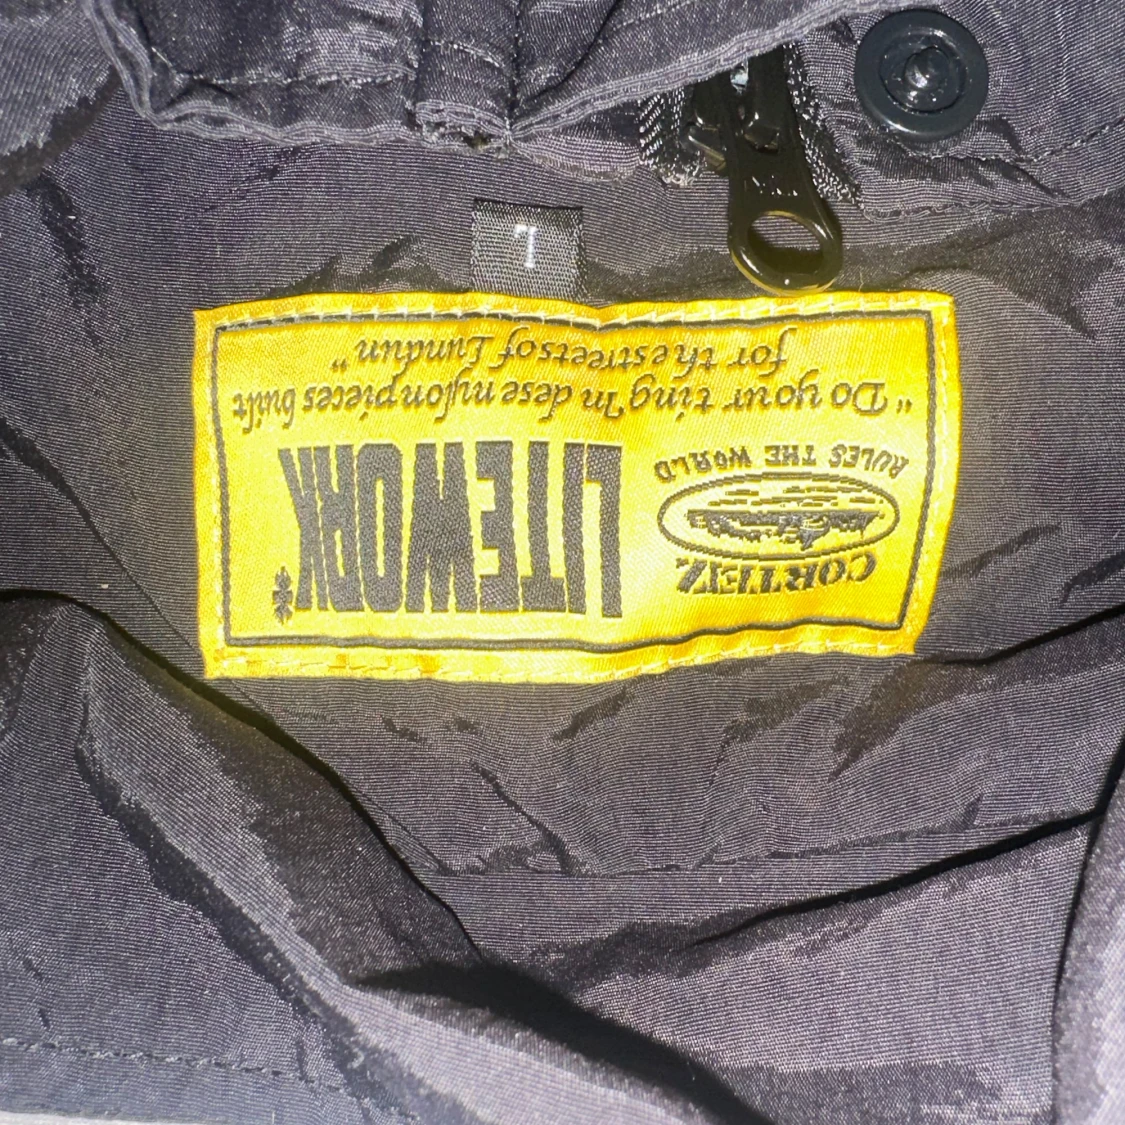 CORTEIZ
RULES THE WORLD
LITEWORK*
"Do your ting'In dese nylon pieces built
for the streets of Lundun"
L